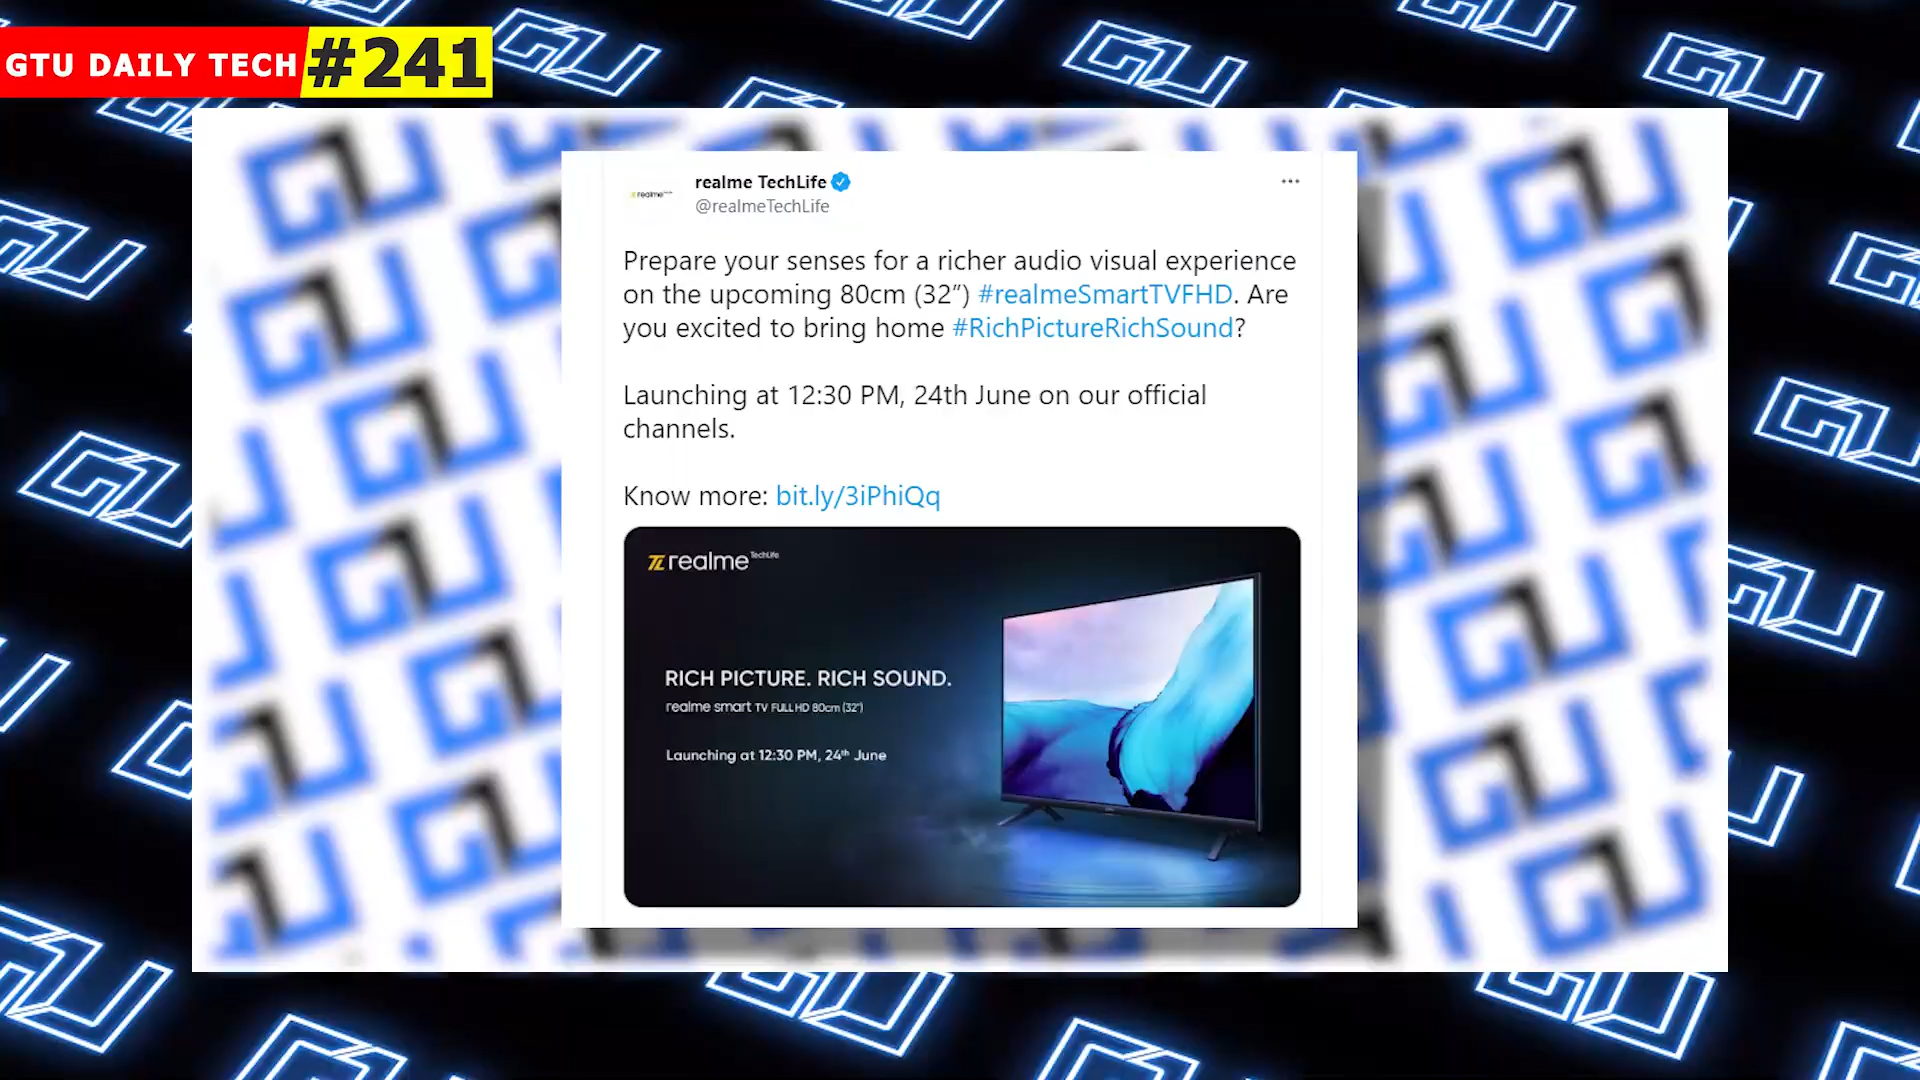 GTU DAILY TECH #241
realme TechLife
@realmeTechLife
Prepare your senses for a richer audio visual experience
on the upcoming 80cm (32”) #realmeSmartTVFHD. Are
you excited to bring home #RichPictureRichSound?
Launching at 12:30 PM, 24th June on our official
channels.
Know more: bit.ly/3iPhiQq
realme TechLife
RICH PICTURE. RICH SOUND.
realme smart TV FULL HD 80cm (32”)
Launching at 12:30 PM, 24th June